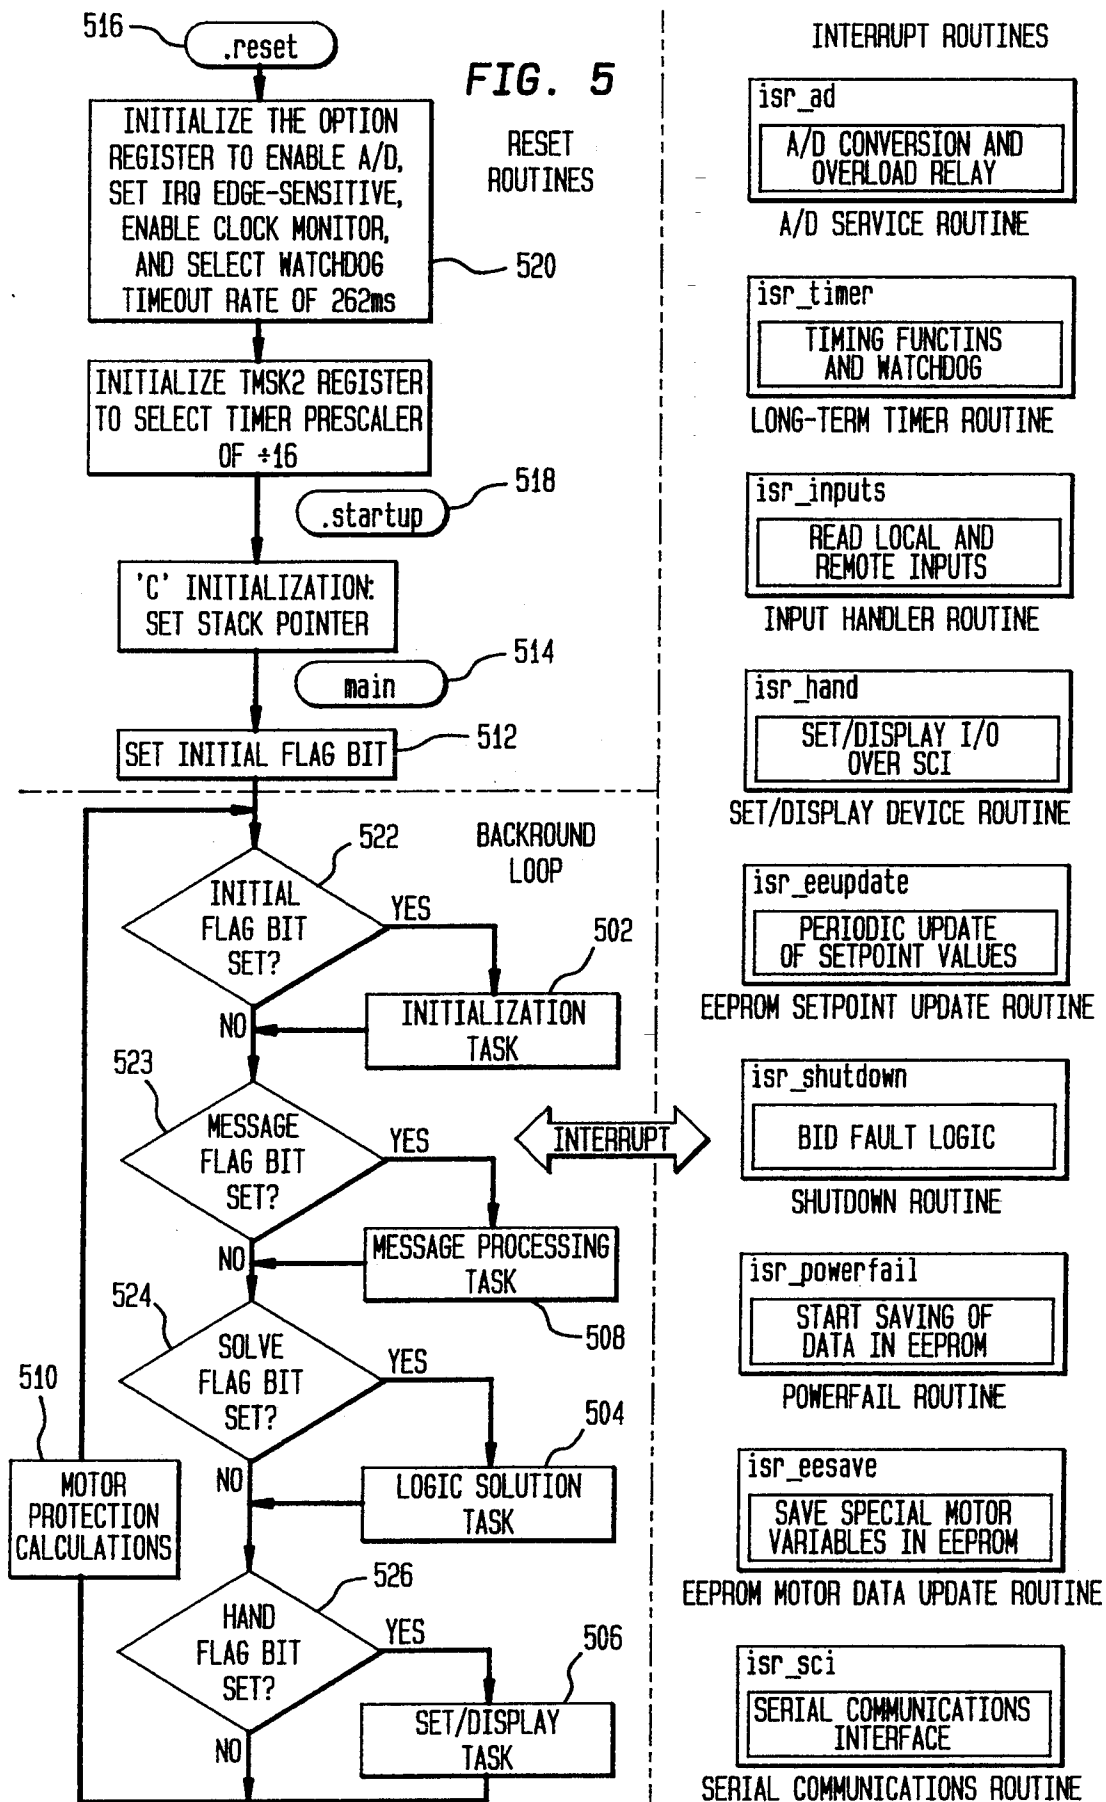 516
.reset
FIG. 5
RESET
ROUTINES
INITIALIZE THE OPTION
REGISTER TO ENABLE A/D,
SET IRQ EDGE-SENSITIVE,
ENABLE CLOCK MONITOR,
AND SELECT WATCHDOG
TIMEOUT RATE OF 262ms
520
INITIALIZE TMSK2 REGISTER
TO SELECT TIMER PRESCALER
OF ÷16
518
.startup
'C' INITIALIZATION:
SET STACK POINTER
514
main
512
SET INITIAL FLAG BIT
BACKROUND
LOOP
522
INITIAL
FLAG BIT
SET?
YES
502
INITIALIZATION
TASK
NO
523
MESSAGE
FLAG BIT
SET?
YES
INTERRUPT
NO
MESSAGE PROCESSING
TASK
508
524
SOLVE
FLAG BIT
SET?
YES
510
504
MOTOR
PROTECTION
CALCULATIONS
NO
LOGIC SOLUTION
TASK
526
HAND
FLAG BIT
SET?
YES
506
SET/DISPLAY
TASK
NO
INTERRUPT ROUTINES
isr_ad
A/D CONVERSION AND
OVERLOAD RELAY
A/D SERVICE ROUTINE
isr_timer
TIMING FUNCTINS
AND WATCHDOG
LONG-TERM TIMER ROUTINE
isr_inputs
READ LOCAL AND
REMOTE INPUTS
INPUT HANDLER ROUTINE
isr_hand
SET/DISPLAY I/O
OVER SCI
SET/DISPLAY DEVICE ROUTINE
isr_eeupdate
PERIODIC UPDATE
OF SETPOINT VALUES
EEPROM SETPOINT UPDATE ROUTINE
isr_shutdown
BID FAULT LOGIC
SHUTDOWN ROUTINE
isr_powerfail
START SAVING OF
DATA IN EEPROM
POWERFAIL ROUTINE
isr_eesave
SAVE SPECIAL MOTOR
VARIABLES IN EEPROM
EEPROM MOTOR DATA UPDATE ROUTINE
isr_sci
SERIAL COMMUNICATIONS
INTERFACE
SERIAL COMMUNICATIONS ROUTINE